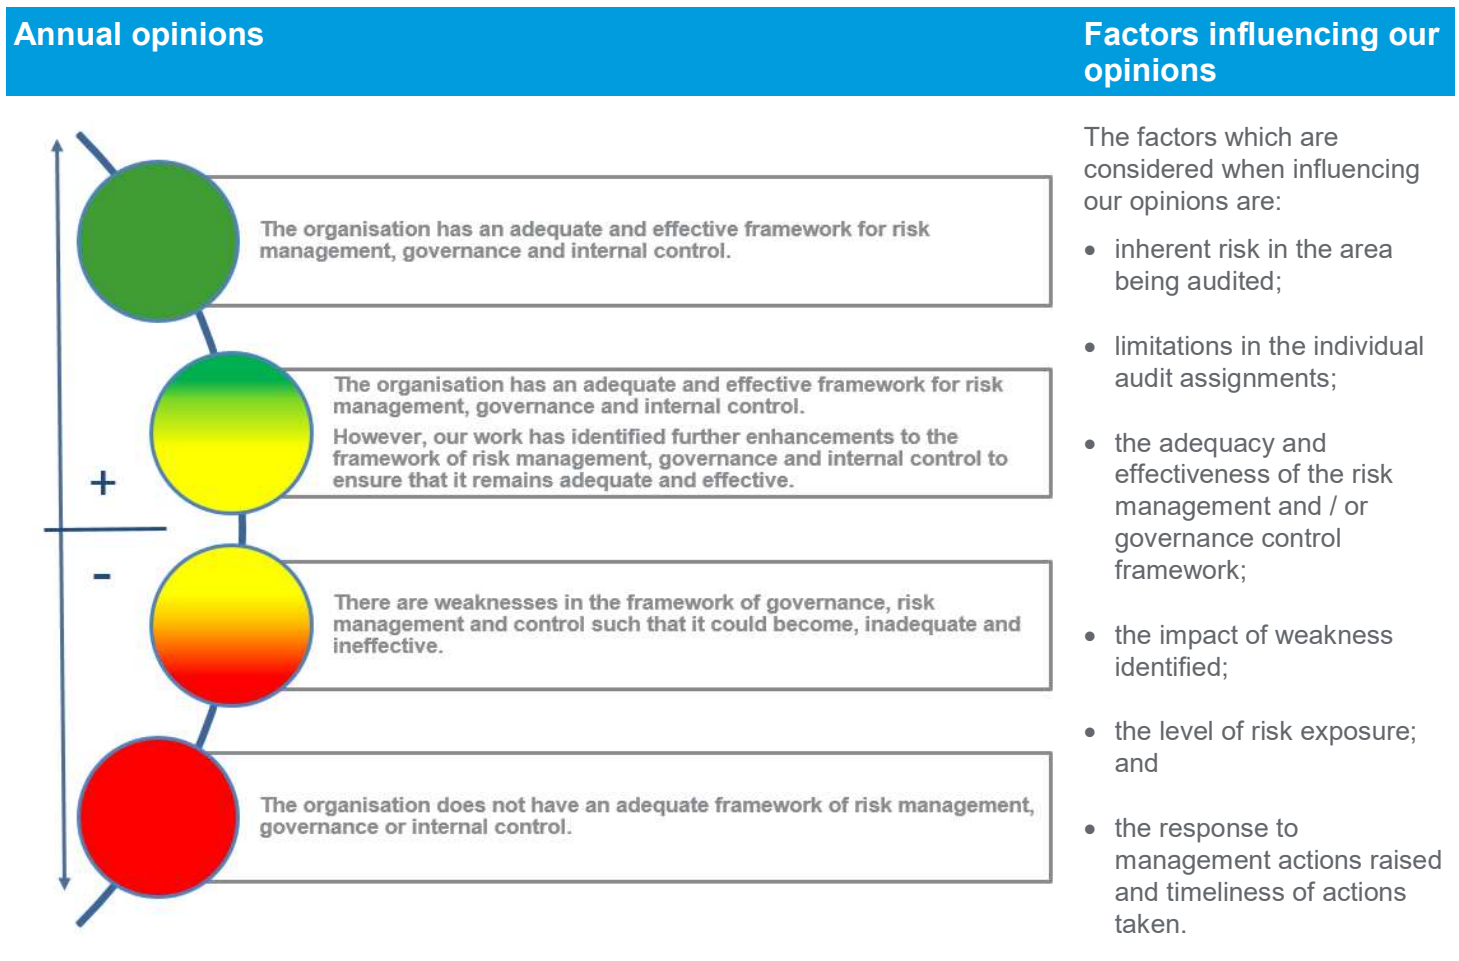 Annual opinions
Factors influencing our
opinions
The organisation has an adequate and effective framework for risk
management, governance and internal control.
The organisation has an adequate and effective framework for risk
management, governance and internal control.
However, our work has identified further enhancements to the
framework of risk management, governance and internal control to
ensure that it remains adequate and effective.
+
-
There are weaknesses in the framework of governance, risk
management and control such that it could become, inadequate and
ineffective.
The organisation does not have an adequate framework of risk management,
governance or internal control.
The factors which are
considered when influencing
our opinions are:
• inherent risk in the area
being audited;
• limitations in the individual
audit assignments;
• the adequacy and
effectiveness of the risk
management and / or
governance control
framework;
• the impact of weakness
identified;
• the level of risk exposure;
and
• the response to
management actions raised
and timeliness of actions
taken.